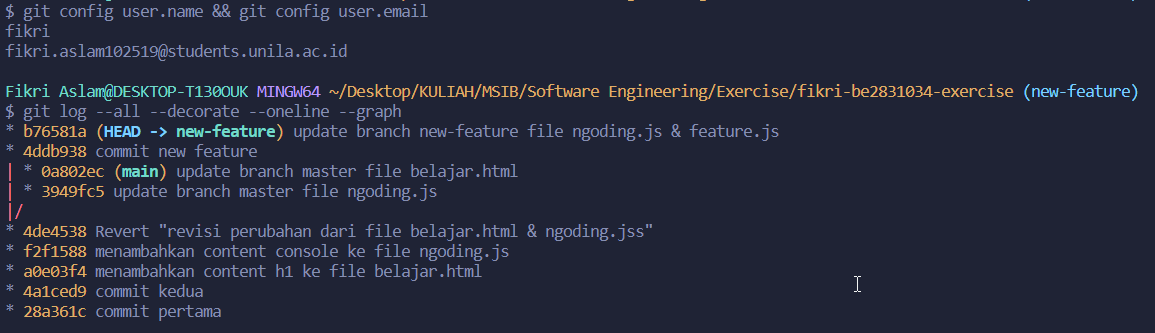 $ git config user.name && git config user.email
fikri
fikri.aslam102519@students.unila.ac.id
Fikri Aslam@DESKTOP-T13OOUK MINGW64 ~/Desktop/KULIAH/MSIB/Software Engineering/Exercise/fikri-be2831034-exercise (new-feature)
$ git log --all --decorate --oneline --graph
* b76581a (HEAD -> new-feature) update branch new-feature file ngoding.js & feature.js
* 4ddb938 commit new feature
| * 0a802ec (main) update branch master file belajar.html
| * 3949fc5 update branch master file ngoding.js
|/
* 4de4538 Revert "revisi perubahan dari file belajar.html & ngoding.jss"
* f2f1588 menambahkan content console ke file ngoding.js
* a0e03f4 menambahkan content h1 ke file belajar.html
* 4a1ced9 commit kedua
* 28a361c commit pertama